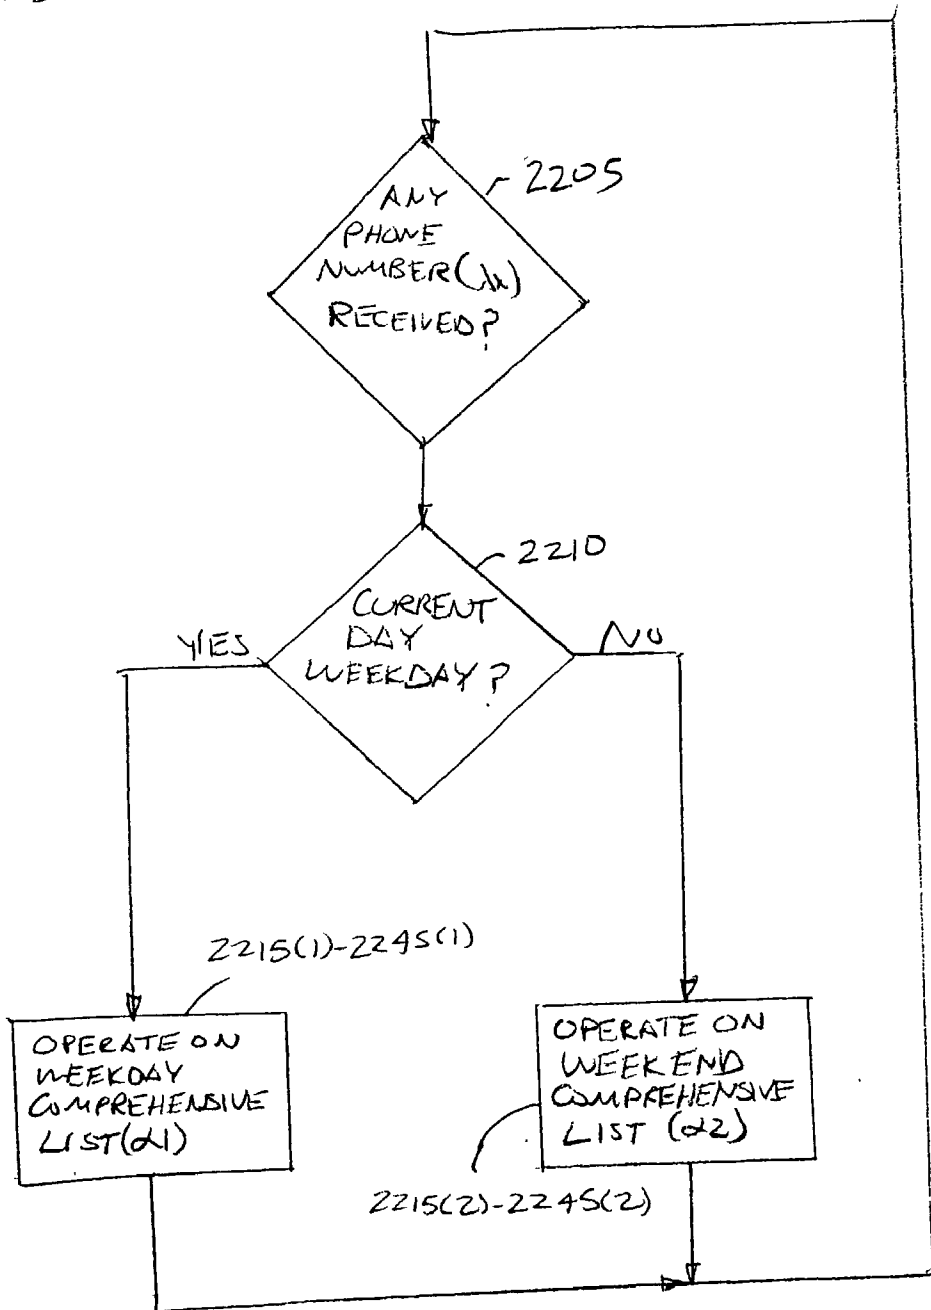 2205
ANY
PHONE
NUMBER(λx)
RECEIVED?
2210
CURRENT
DAY
WEEKDAY?
YES
NO
2215(1)-2245(1)
OPERATE ON
WEEKDAY
COMPREHENSIVE
LIST(α1)
OPERATE ON
WEEKEND
COMPREHENSIVE
LIST (α2)
2215(2)-2245(2)